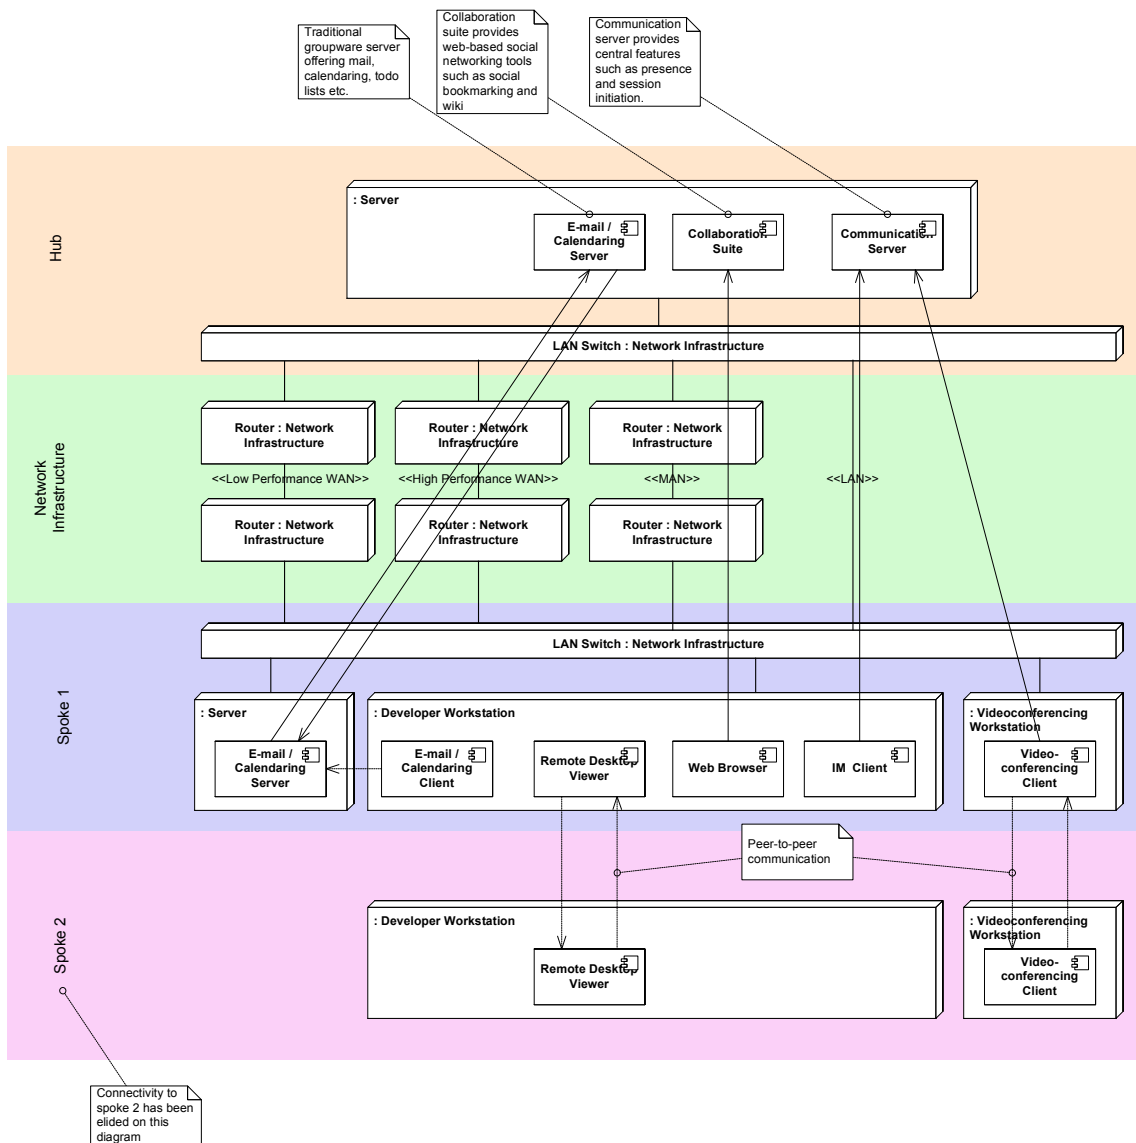 Traditional
groupware server
offering mail,
calendaring, todo
lists etc.
Collaboration
suite provides
web-based social
networking tools
such as social
bookmarking and
wiki
Communication
server provides
central features
such as presence
and session
initiation.
Hub
: Server
E-mail /
Calendaring
Server
Collaboration
Suite
Communication
Server
LAN Switch : Network Infrastructure
Network
Infrastructure
Router : Network
Infrastructure
Router : Network
Infrastructure
Router : Network
Infrastructure
<<Low Performance WAN>>
<<High Performance WAN>>
<<MAN>>
<<LAN>>
Router : Network
Infrastructure
Router : Network
Infrastructure
Router : Network
Infrastructure
Spoke 1
LAN Switch : Network Infrastructure
: Server
E-mail /
Calendaring
Server
: Developer Workstation
E-mail /
Calendaring
Client
Remote Desktop
Viewer
Web Browser
IM Client
: Videoconferencing
Workstation
Video-
conferencing
Client
Peer-to-peer
communication
Spoke 2
: Developer Workstation
Remote Desktop
Viewer
: Videoconferencing
Workstation
Video-
conferencing
Client
Connectivity to
spoke 2 has been
elided on this
diagram